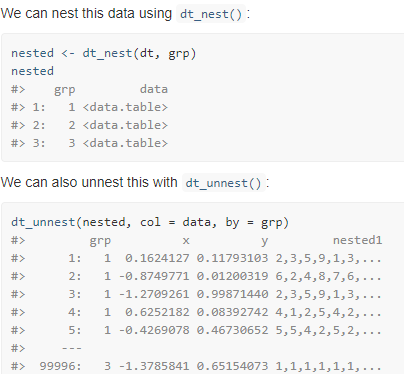 We can nest this data using dt_nest() :
nested <- dt_nest(dt, grp)
nested
#>    grp         data
#> 1:   1 <data.table>
#> 2:   2 <data.table>
#> 3:   3 <data.table>
We can also unnest this with dt_unnest() :
dt_unnest(nested, col = data, by = grp)
#>         grp          x          y         nested1
#>      1:   1  0.1624127 0.11793103 2,3,5,9,1,3,...
#>      2:   1 -0.8749771 0.01200319 6,2,4,8,7,6,...
#>      3:   1 -1.2709261 0.99871440 2,3,5,9,1,3,...
#>      4:   1  0.6252182 0.08392742 4,1,2,5,4,2,...
#>      5:   1 -0.4269078 0.46730652 5,5,4,2,5,2,...
#>     ---
#>  99996:   3 -1.3785841 0.65154073 1,1,1,1,1,1,...